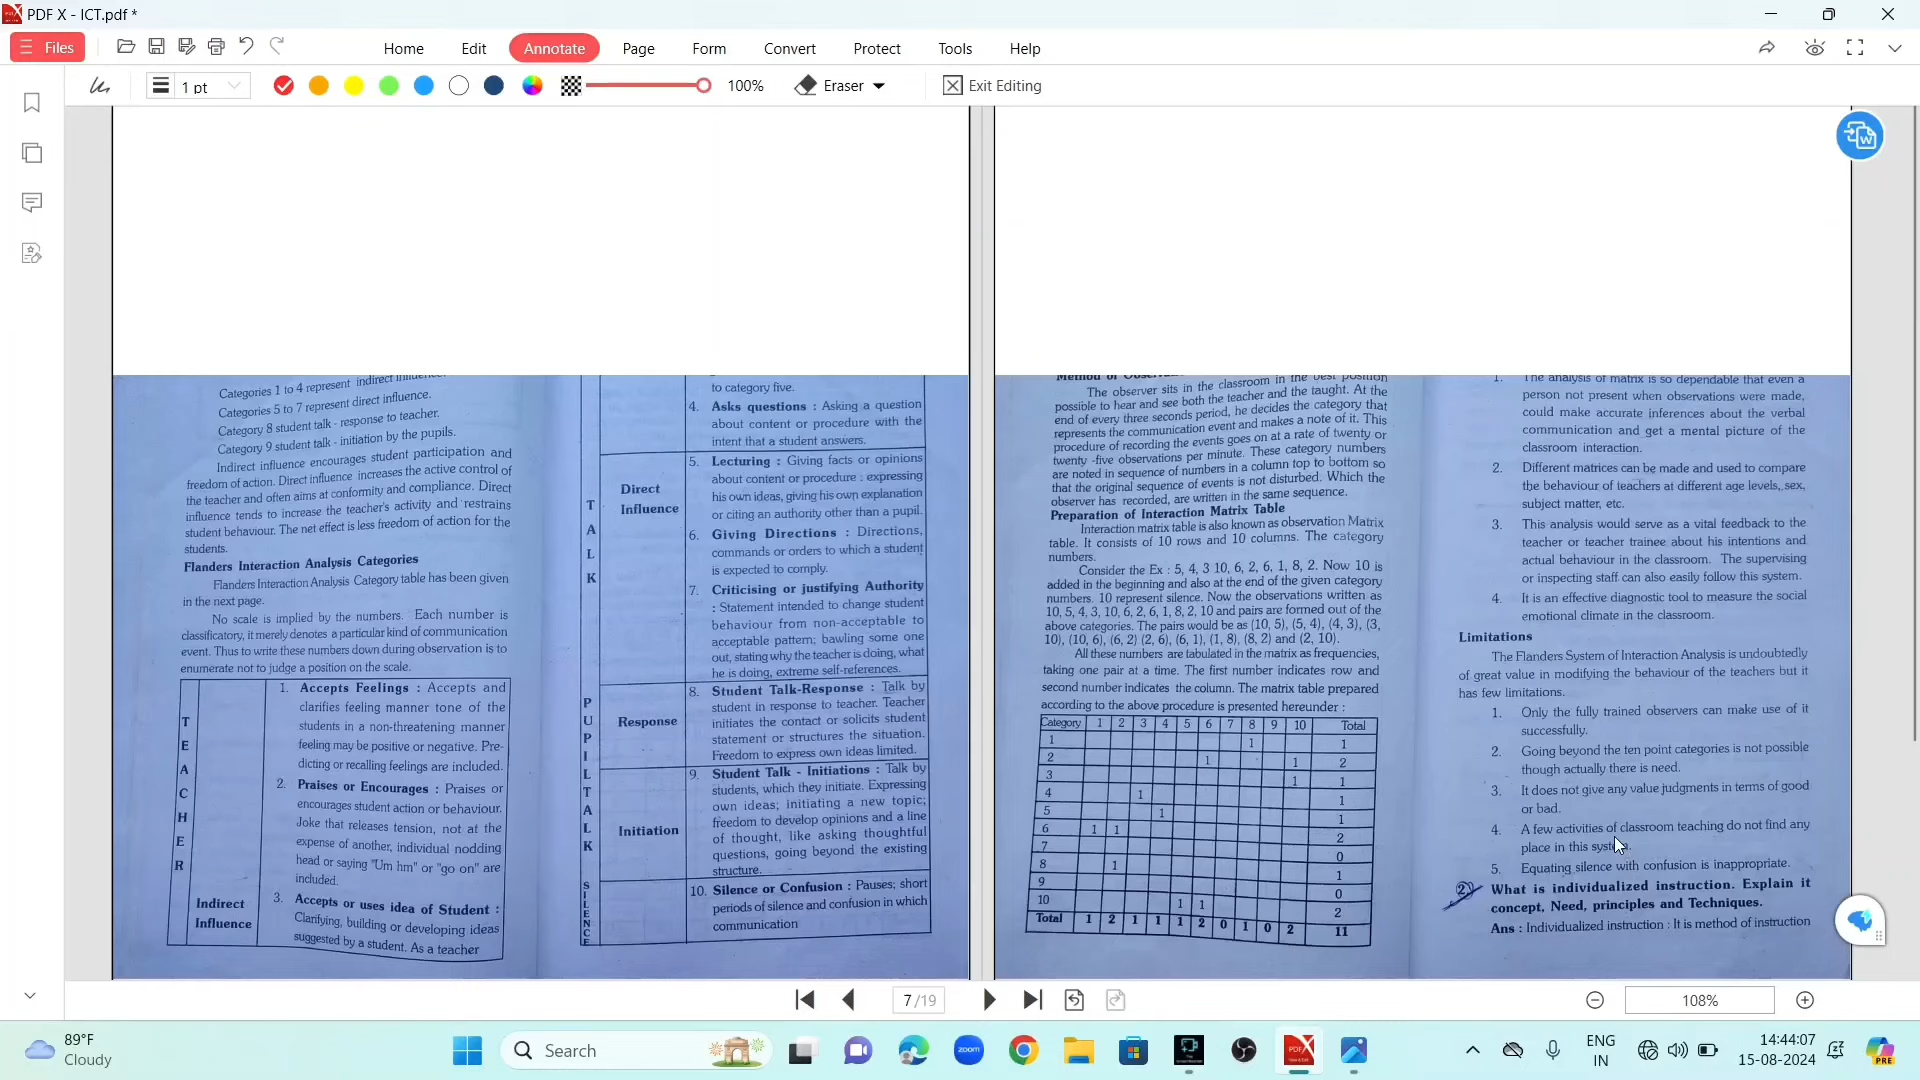 PDF X - ICT.pdf *
Files
Home
Edit
Annotate
Page
Form
Convert
Protect
Tools
Help
1 pt
100%
Eraser
Exit Editing
Categories 1 to 4 represent indirect
Categories 5 to 7 represent direct influence.
Category 8 student talk - response to teacher.
Category 9 student talk - initiation by the pupils.
Indirect influence encourages student participation and
freedom of action. Direct influence increases the active control of
the teacher and often aims at conformity and compliance. Direct
influence tends to increase the teacher's activity and restrains
student behaviour. The net effect is less freedom of action for the
students.
Flanders Interaction Analysis Categories
Flanders Interaction Analysis Category table has been given
in the next page.
No scale is implied by the numbers. Each number is
classificatory, it merely denotes a particular kind of communication
event. Thus to write these numbers down during observation is to
enumerate not to judge a position on the scale.
TEACHER
Indirect
Influence
1. Accepts Feelings : Accepts and
clarifies feeling manner tone of the
students in a non-threatening manner
feeling may be positive or negative. Pre-
dicting or recalling feelings are included.
2. Praises or Encourages : Praises or
encourages student action or behaviour.
Joke that releases tension, not at the
expense of another, individual nodding
head or saying "Um hm" or "go on" are
included.
3. Accepts or uses idea of Student :
Clarifying, building or developing ideas
suggested by a student. As a teacher
to category five.
4. Asks questions : Asking a question
about content or procedure with the
intent that a student answers.
TALK
Direct
Influence
5. Lecturing : Giving facts or opinions
about content or procedure : expressing
his own ideas, giving his own explanation
or citing an authority other than a pupil.
6. Giving Directions : Directions,
commands or orders to which a student
is expected to comply.
7. Criticising or justifying Authority
: Statement intended to change student
behaviour from non-acceptable to
acceptable pattern; bawling some one
out, stating why the teacher is doing, what
he is doing, extreme self-references.
PUPIL TALK
Response
8. Student Talk-Response : Talk by
student in response to teacher. Teacher
initiates the contact or solicits student
statement or structures the situation.
Freedom to express own ideas limited.
Initiation
9. Student Talk - Initiations : Talk by
students, which they initiate. Expressing
own ideas; initiating a new topic;
freedom to develop opinions and a line
of thought, like asking thoughtful
questions, going beyond the existing
structure.
SILENCE
10. Silence or Confusion : Pauses; short
periods of silence and confusion in which
communication
Method of
The observer sits in the classroom in the best position
possible to hear and see both the teacher and the taught. At the
end of every three seconds period, he decides the category that
represents the communication event and makes a note of it. This
procedure of recording the events goes on at a rate of twenty or
twenty -five observations per minute. These category numbers
are noted in sequence of numbers in a column top to bottom so
that the original sequence of events is not disturbed. Which the
observer has recorded, are written in the same sequence.
Preparation of Interaction Matrix Table
Interaction matrix table is also known as observation Matrix
table. It consists of 10 rows and 10 columns. The category
numbers.
Consider the Ex : 5, 4, 3 10, 6, 2, 6, 1, 8, 2. Now 10 is
added in the beginning and also at the end of the given category
numbers. 10 represent silence. Now the observations written as
10, 5, 4, 3, 10, 6, 2, 6, 1, 8, 2, 10 and pairs are formed out of the
above categories. The pairs would be as (10, 5), (5, 4), (4, 3), (3,
10), (10, 6), (6, 2) (2, 6), (6, 1), (1, 8), (8, 2) and (2, 10).
All these numbers are tabulated in the matrix as frequencies,
taking one pair at a time. The first number indicates row and
second number indicates the column. The matrix table prepared
according to the above procedure is presented hereunder :
Category 1 2 3 4 5 6 7 8 9 10 Total
1 1 1
2 1 1 2
3 1 1
4 1 1
5 1 1
6 1 1 2
7 0
8 1 1
9 0
10 1 1 2
Total 1 2 1 1 1 2 0 1 0 2 11
1. The analysis of matrix is so dependable that even a
person not present when observations were made,
could make accurate inferences about the verbal
communication and get a mental picture of the
classroom interaction.
2. Different matrices can be made and used to compare
the behaviour of teachers at different age levels, sex,
subject matter, etc.
3. This analysis would serve as a vital feedback to the
teacher or teacher trainee about his intentions and
actual behaviour in the classroom. The supervising
or inspecting staff can also easily follow this system.
4. It is an effective diagnostic tool to measure the social
emotional climate in the classroom.
Limitations
The Flanders System of Interaction Analysis is undoubtedly
of great value in modifying the behaviour of the teachers but it
has few limitations.
1. Only the fully trained observers can make use of it
successfully.
2. Going beyond the ten point categories is not possible
though actually there is need.
3. It does not give any value judgments in terms of good
or bad.
4. A few activities of classroom teaching do not find any
place in this system.
5. Equating silence with confusion is inappropriate.
2) What is individualized instruction. Explain it
concept, Need, principles and Techniques.
Ans : Individualized instruction : It is method of instruction
7 /19
108%
89°F
Cloudy
Search
zoom
ENG
IN
14:44:07
15-08-2024
PRE